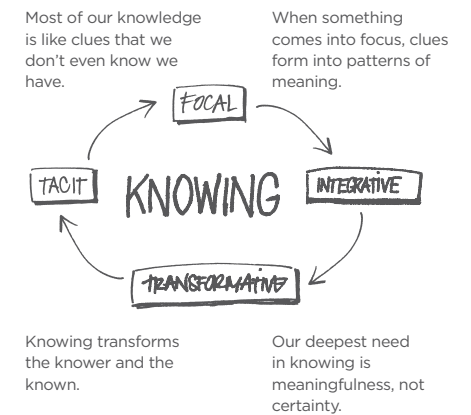 Most of our knowledge
is like clues that we
don't even know we
have.
When something
comes into focus, clues
form into patterns of
meaning.
FOCAL
TACIT
KNOWING
INTEGRATIVE
TRANSFORMATIVE
Knowing transforms
the knower and the
known.
Our deepest need
in knowing is
meaningfulness, not
certainty.